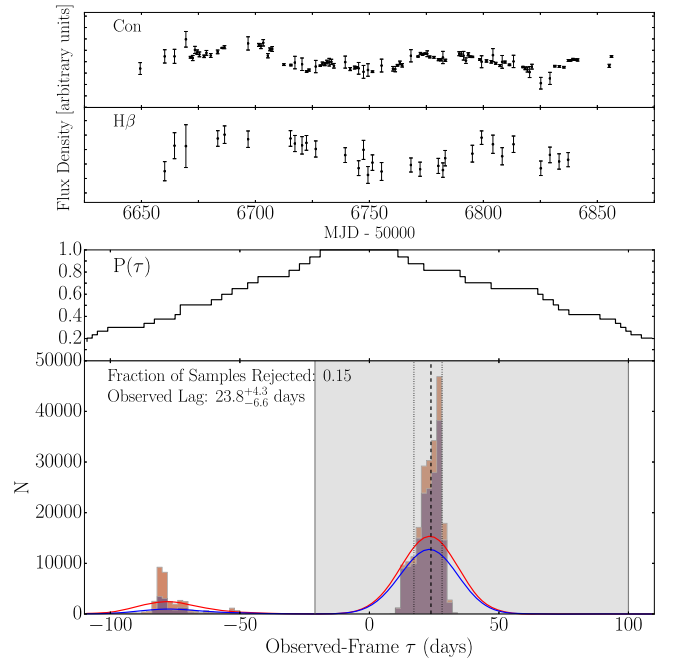 Flux Density [arbitrary units]
Con
Hβ
6650 6700 6750 6800 6850
MJD - 50000
P(τ)
1.0
0.8
0.6
0.4
0.2
Fraction of Samples Rejected: 0.15
Observed Lag: 23.8+4.3−6.6 days
N
50000
40000
30000
20000
10000
0
−100 −50 0 50 100
Observed-Frame τ (days)